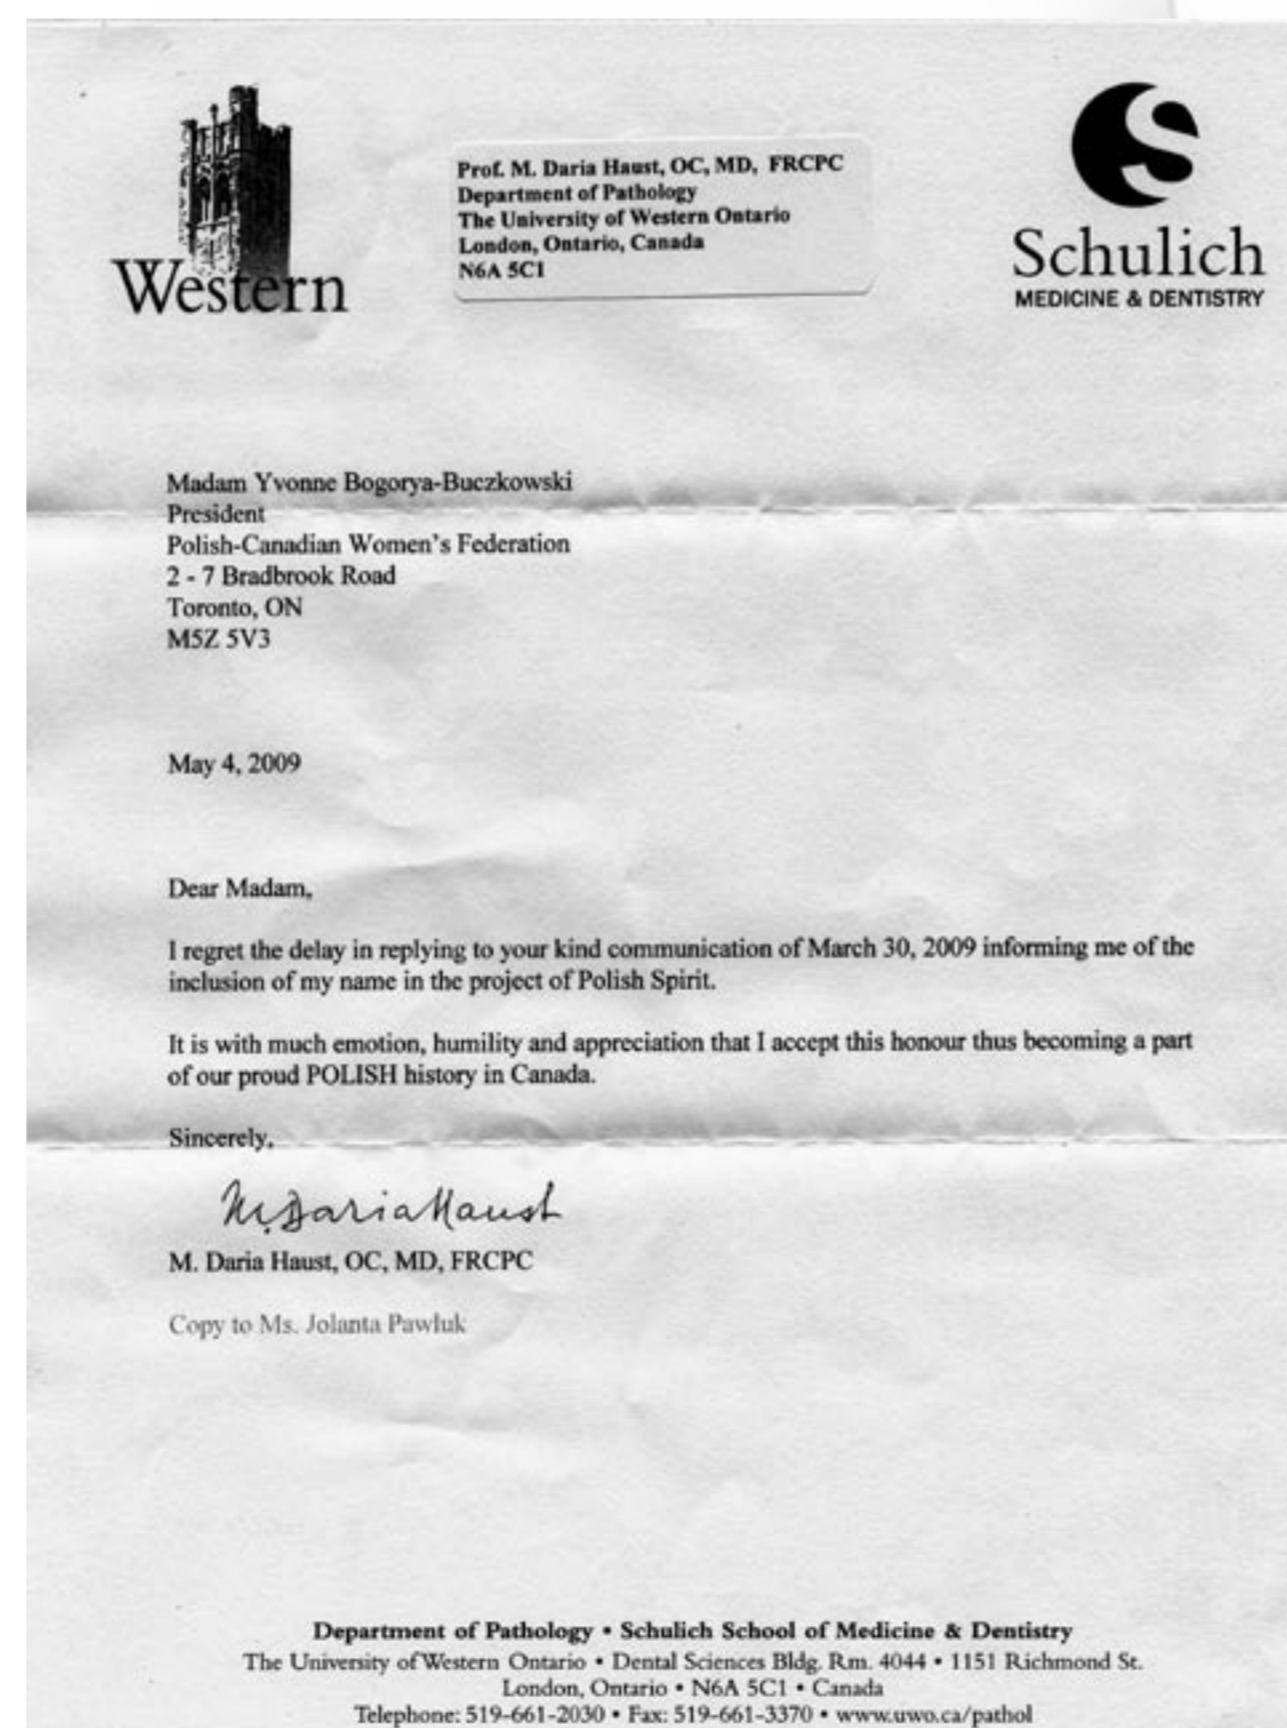 Western
Prof. M. Daria Haust, OC, MD, FRCPC
Department of Pathology
The University of Western Ontario
London, Ontario, Canada
N6A 5C1
Schulich
MEDICINE & DENTISTRY
Madam Yvonne Bogorya-Buczkowski
President
Polish-Canadian Women's Federation
2 - 7 Bradbrook Road
Toronto, ON
M5Z 5V3
May 4, 2009
Dear Madam,
I regret the delay in replying to your kind communication of March 30, 2009 informing me of the
inclusion of my name in the project of Polish Spirit.
It is with much emotion, humility and appreciation that I accept this honour thus becoming a part
of our proud POLISH history in Canada.
Sincerely,
M. Daria Haust
M. Daria Haust, OC, MD, FRCPC
Copy to Ms. Jolanta Pawluk
Department of Pathology • Schulich School of Medicine & Dentistry
The University of Western Ontario • Dental Sciences Bldg. Rm. 4044 • 1151 Richmond St.
London, Ontario • N6A 5C1 • Canada
Telephone: 519-661-2030 • Fax: 519-661-3370 • www.uwo.ca/pathol